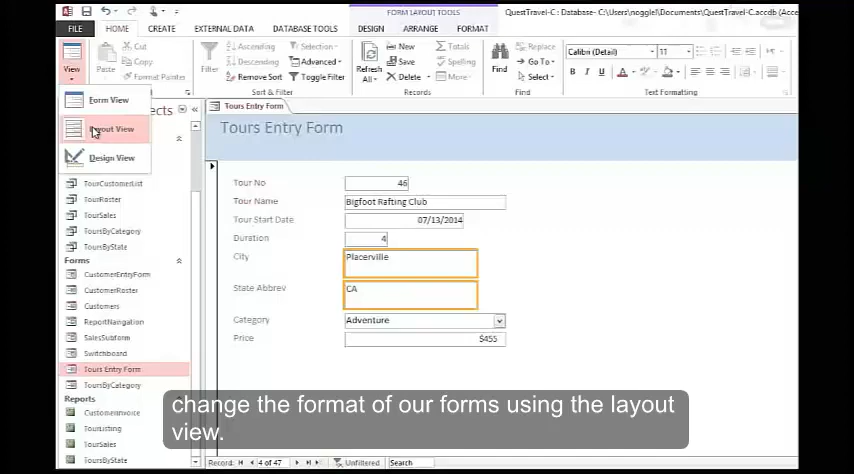 FORM LAYOUT TOOLS
QuestTravel-C : Database- C:\Users\nogglel\Documents\QuestTravel-C.accdb (Acce
FILE HOME CREATE EXTERNAL DATA DATABASE TOOLS DESIGN ARRANGE FORMAT
View
Paste
Cut
Copy
Format Painter
Filter
Ascending
Descending
Remove Sort
Selection
Advanced
Toggle Filter
Sort & Filter
Refresh All
New
Save
Delete
Totals
Spelling
More
Records
Find
Replace
Go To
Select
Find
Calibri (Detail) 11
B I U A
Text Formatting
Form View
Layout View
Design View
ects
TourCustomerList
TourRoster
TourSales
ToursByCategory
ToursByState
Forms
CustomerEntryForm
CustomerRoster
Customers
ReportNavigation
SalesSubform
Switchboard
Tours Entry Form
ToursByCategory
Reports
CustomerInvoice
TourListing
TourSales
ToursByState
Tours Entry Form
Tours Entry Form
Tour No 46
Tour Name Bigfoot Rafting Club
Tour Start Date 07/13/2014
Duration 4
City Placerville
State Abbrev CA
Category Adventure
Price $455
change the format of our forms using the layout
view.
Record: 4 of 47 Unfiltered Search